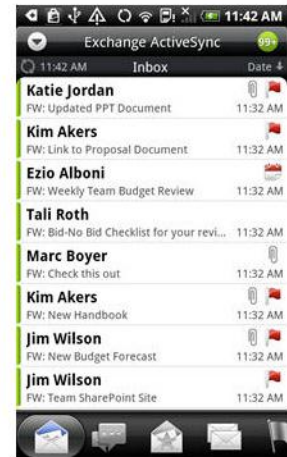 11:42 AM
Exchange ActiveSync 99+
11:42 AM Inbox Date
Katie Jordan
FW: Updated PPT Document 11:32 AM
Kim Akers
FW: Link to Proposal Document 11:32 AM
Ezio Alboni
FW: Weekly Team Budget Review 11:32 AM
Tali Roth
FW: Bid-No Bid Checklist for your revi... 11:32 AM
Marc Boyer
FW: Check this out 11:32 AM
Kim Akers
FW: New Handbook 11:32 AM
Jim Wilson
FW: New Budget Forecast 11:32 AM
Jim Wilson
FW: Team SharePoint Site 11:32 AM